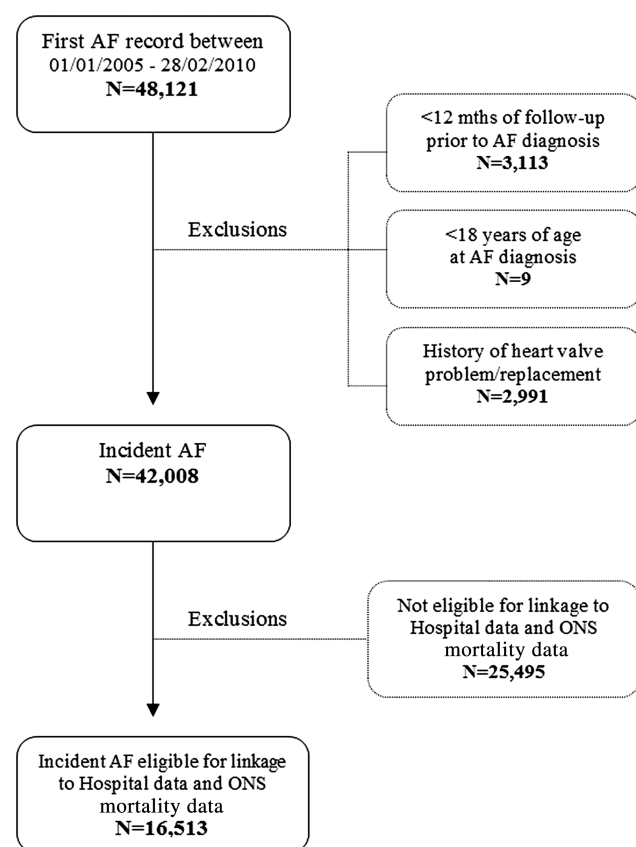 First AF record between
01/01/2005 - 28/02/2010
N=48,121
<12 mths of follow-up
prior to AF diagnosis
N=3,113
Exclusions
<18 years of age
at AF diagnosis
N=9
History of heart valve
problem/replacement
N=2,991
Incident AF
N=42,008
Exclusions
Not eligible for linkage to
Hospital data and ONS
mortality data
N=25,495
Incident AF eligible for linkage
to Hospital data and ONS
mortality data
N=16,513